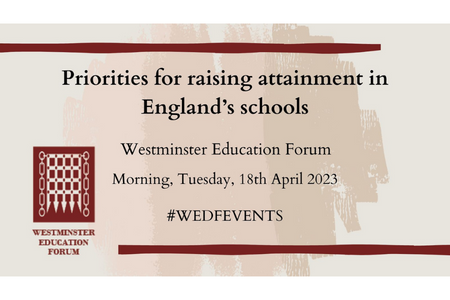 Priorities for raising attainment in
England's schools
Westminster Education Forum
Morning, Tuesday, 18th April 2023
#WEDFEVENTS
WESTMINSTER
EDUCATION
FORUM